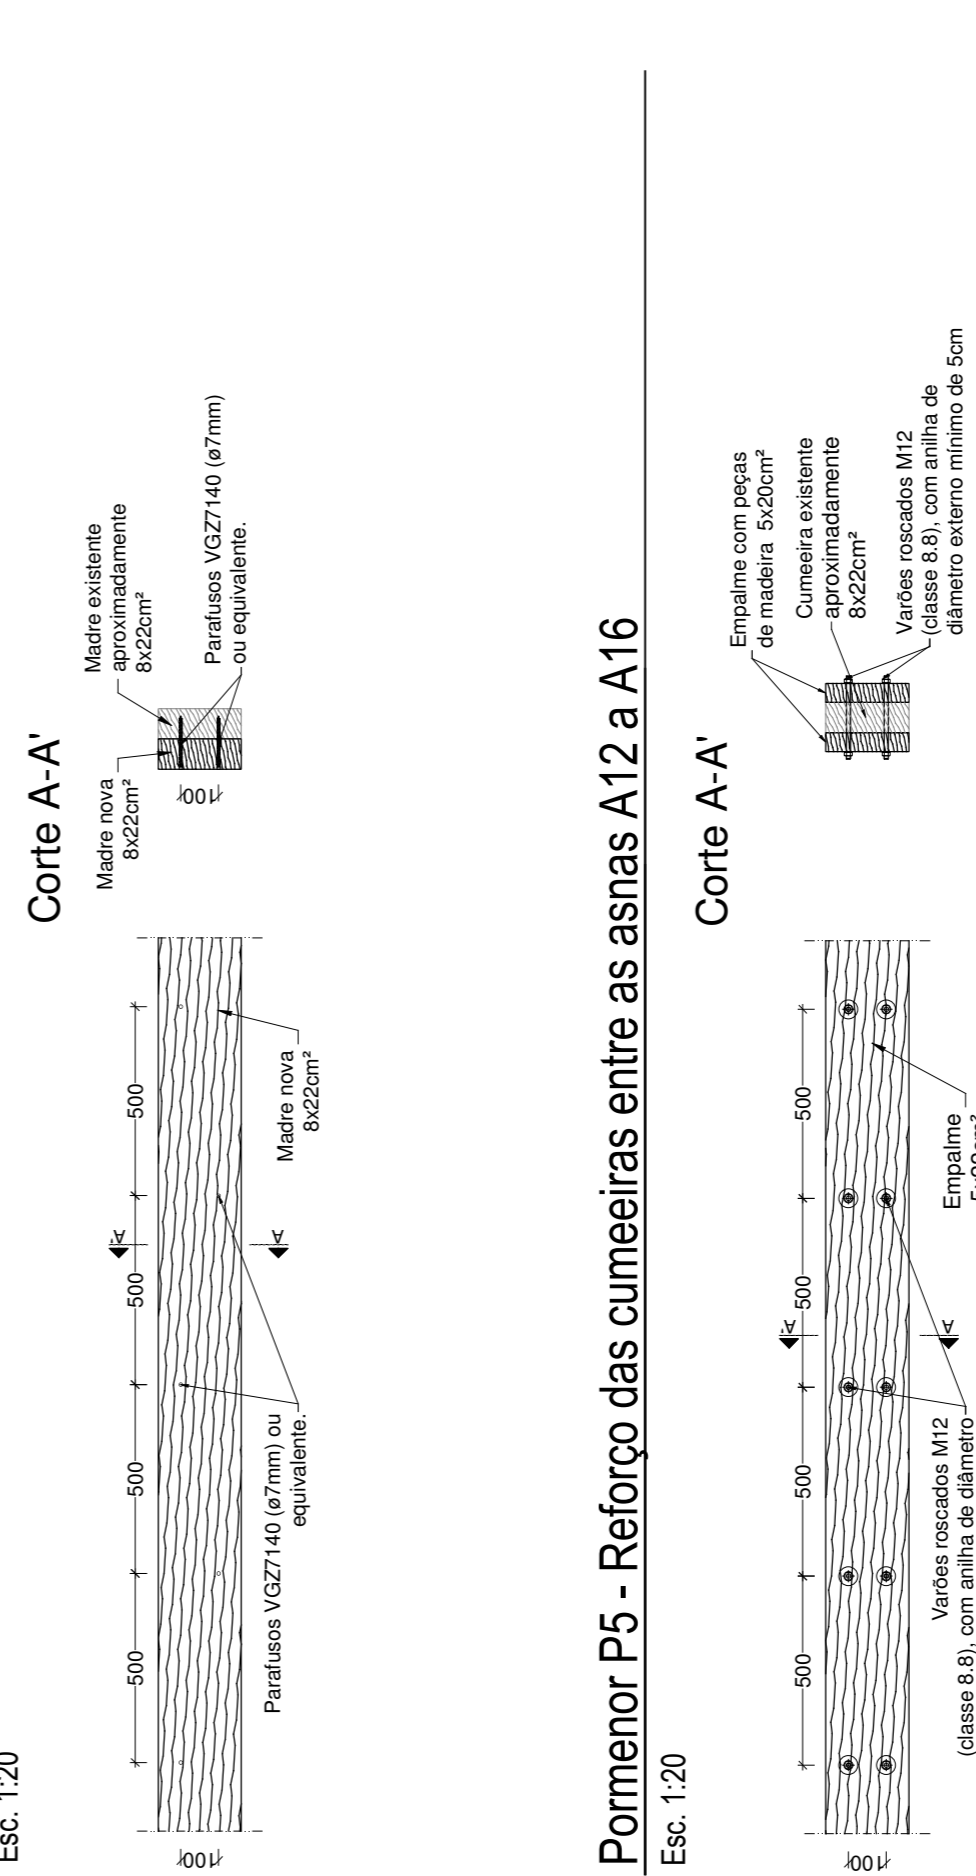 Esc. 1:20
Corte A-A'
Madre nova
8x22cm²
Madre existente
aproximadamente
8x22cm²
Parafusos VGZ7140 (ø7mm)
ou equivalente.
100
500
500
500
500
A'
A
100
Madre nova
8x22cm²
Parafusos VGZ7140 (ø7mm) ou
equivalente.
Pormenor P5 - Reforço das cumeeiras entre as asnas A12 a A16
Esc. 1:20
Corte A-A'
Empalme com peças
de madeira 5x20cm²
Cumeeira existente
aproximadamente
8x22cm²
Varões roscados M12
(classe 8.8), com anilha de
diâmetro externo mínimo de 5cm
500
500
500
500
A'
A
100
Empalme
Varões roscados M12
(classe 8.8), com anilha de diâmetro